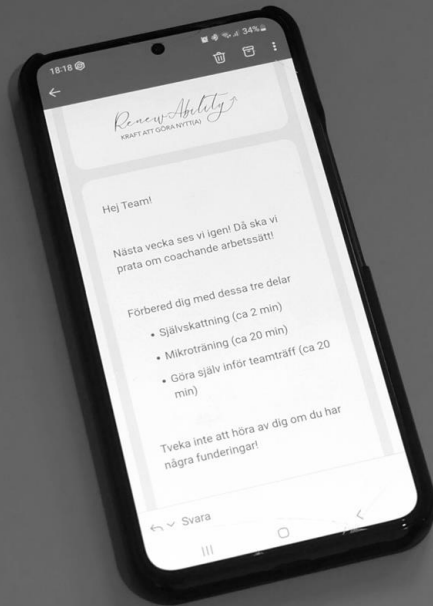 18:18
34%
RenewAbility
KRAFT ATT GÖRA NYTT(A)
Hej Team!
Nästa vecka ses vi igen! Då ska vi
prata om coachande arbetssätt!
Förbered dig med dessa tre delar
• Självskattning (ca 2 min)
• Mikroträning (ca 20 min)
• Göra själv inför teamträff (ca 20
min)
Tveka inte att höra av dig om du har
några funderingar!
Svara